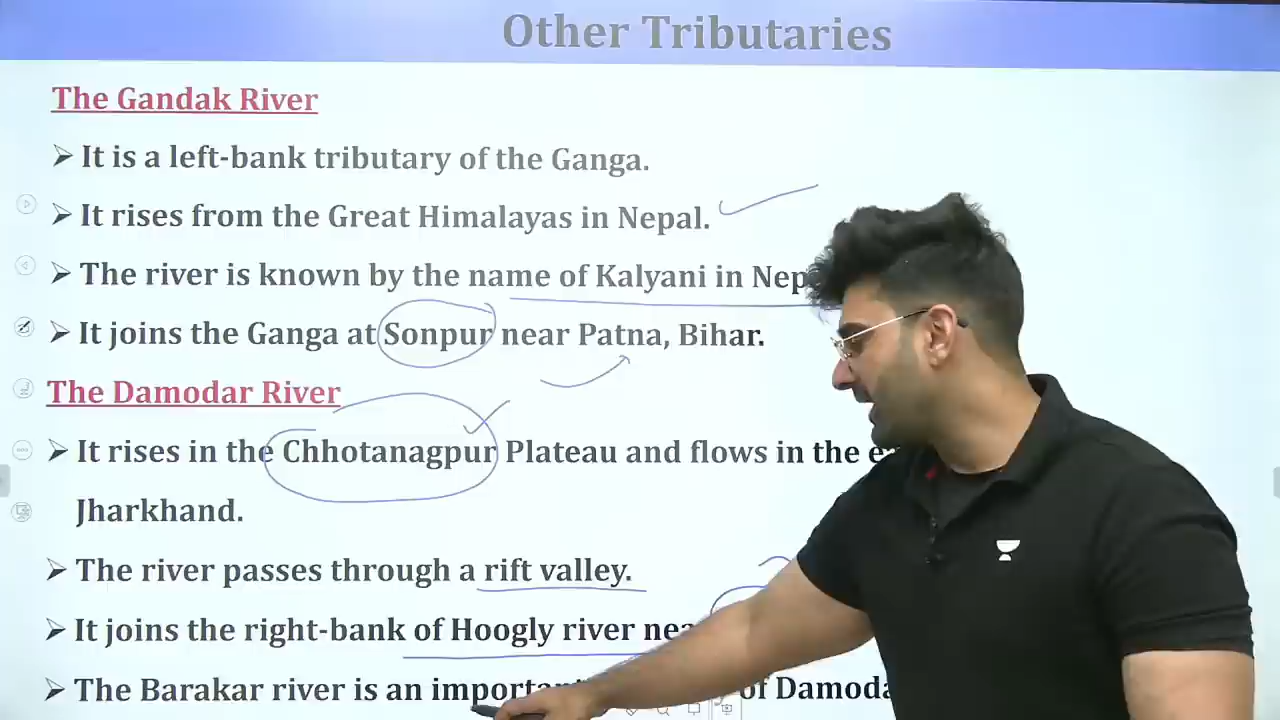 Other Tributaries
The Gandak River
It is a left-bank tributary of the Ganga.
It rises from the Great Himalayas in Nepal.
The river is known by the name of Kalyani in Nep
It joins the Ganga at Sonpur near Patna, Bihar.
The Damodar River
It rises in the Chhotanagpur Plateau and flows in the
Jharkhand.
The river passes through a rift valley.
It joins the right-bank of Hoogly river
The Barakar river is an of